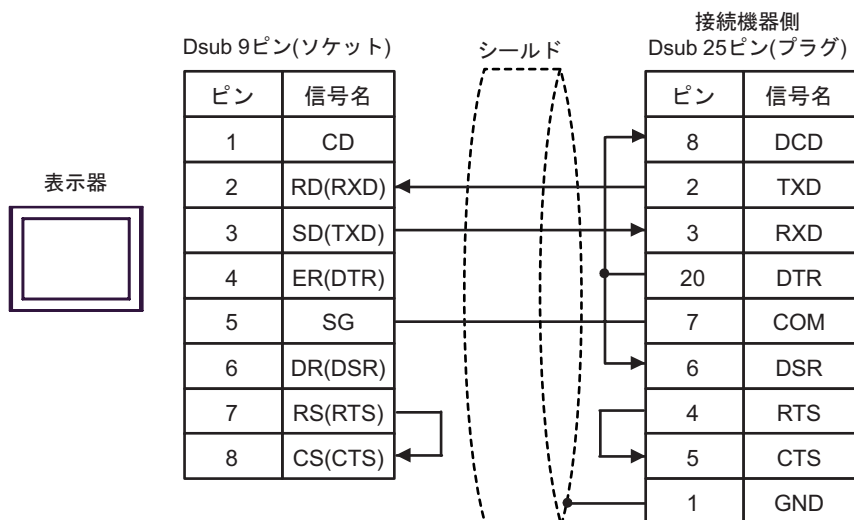 接続機器側
Dsub 9ピン(ソケット)
シールド
Dsub 25ピン(プラグ)
表示器
ピン 信号名
1 CD
2 RD(RXD)
3 SD(TXD)
4 ER(DTR)
5 SG
6 DR(DSR)
7 RS(RTS)
8 CS(CTS)
ピン 信号名
8 DCD
2 TXD
3 RXD
20 DTR
7 COM
6 DSR
4 RTS
5 CTS
1 GND